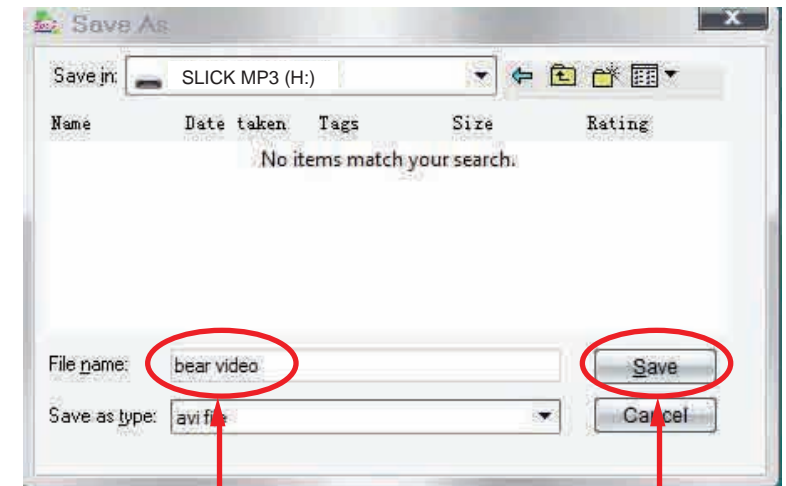 Save As
X
Save in: SLICK MP3 (H:)
Name Date taken Tags Size Rating
No items match your search.
File name: bear video Save
Save as type: avi file Cancel